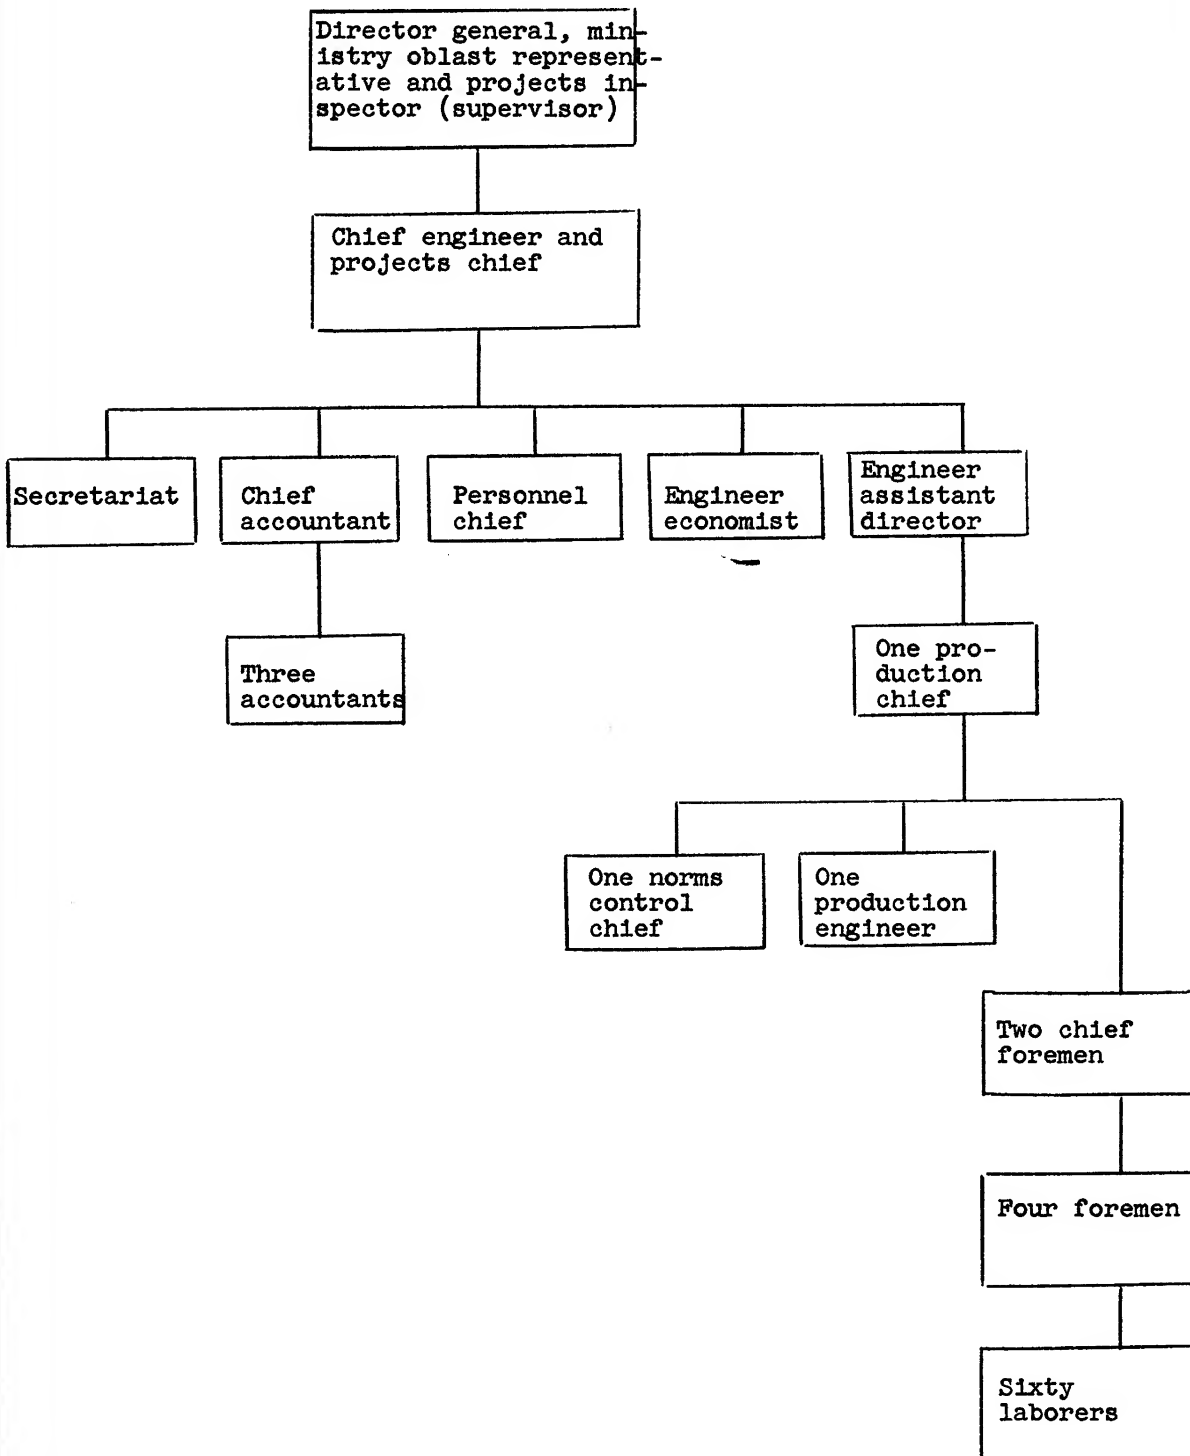 Director general, min-
istry oblast represent-
ative and projects in-
spector (supervisor)
Chief engineer and
projects chief
Secretariat
Chief
accountant
Personnel
chief
Engineer
economist
Engineer
assistant
director
Three
accountants
One pro-
duction
chief
One norms
control
chief
One
production
engineer
Two chief
foremen
Four foremen
Sixty
laborers